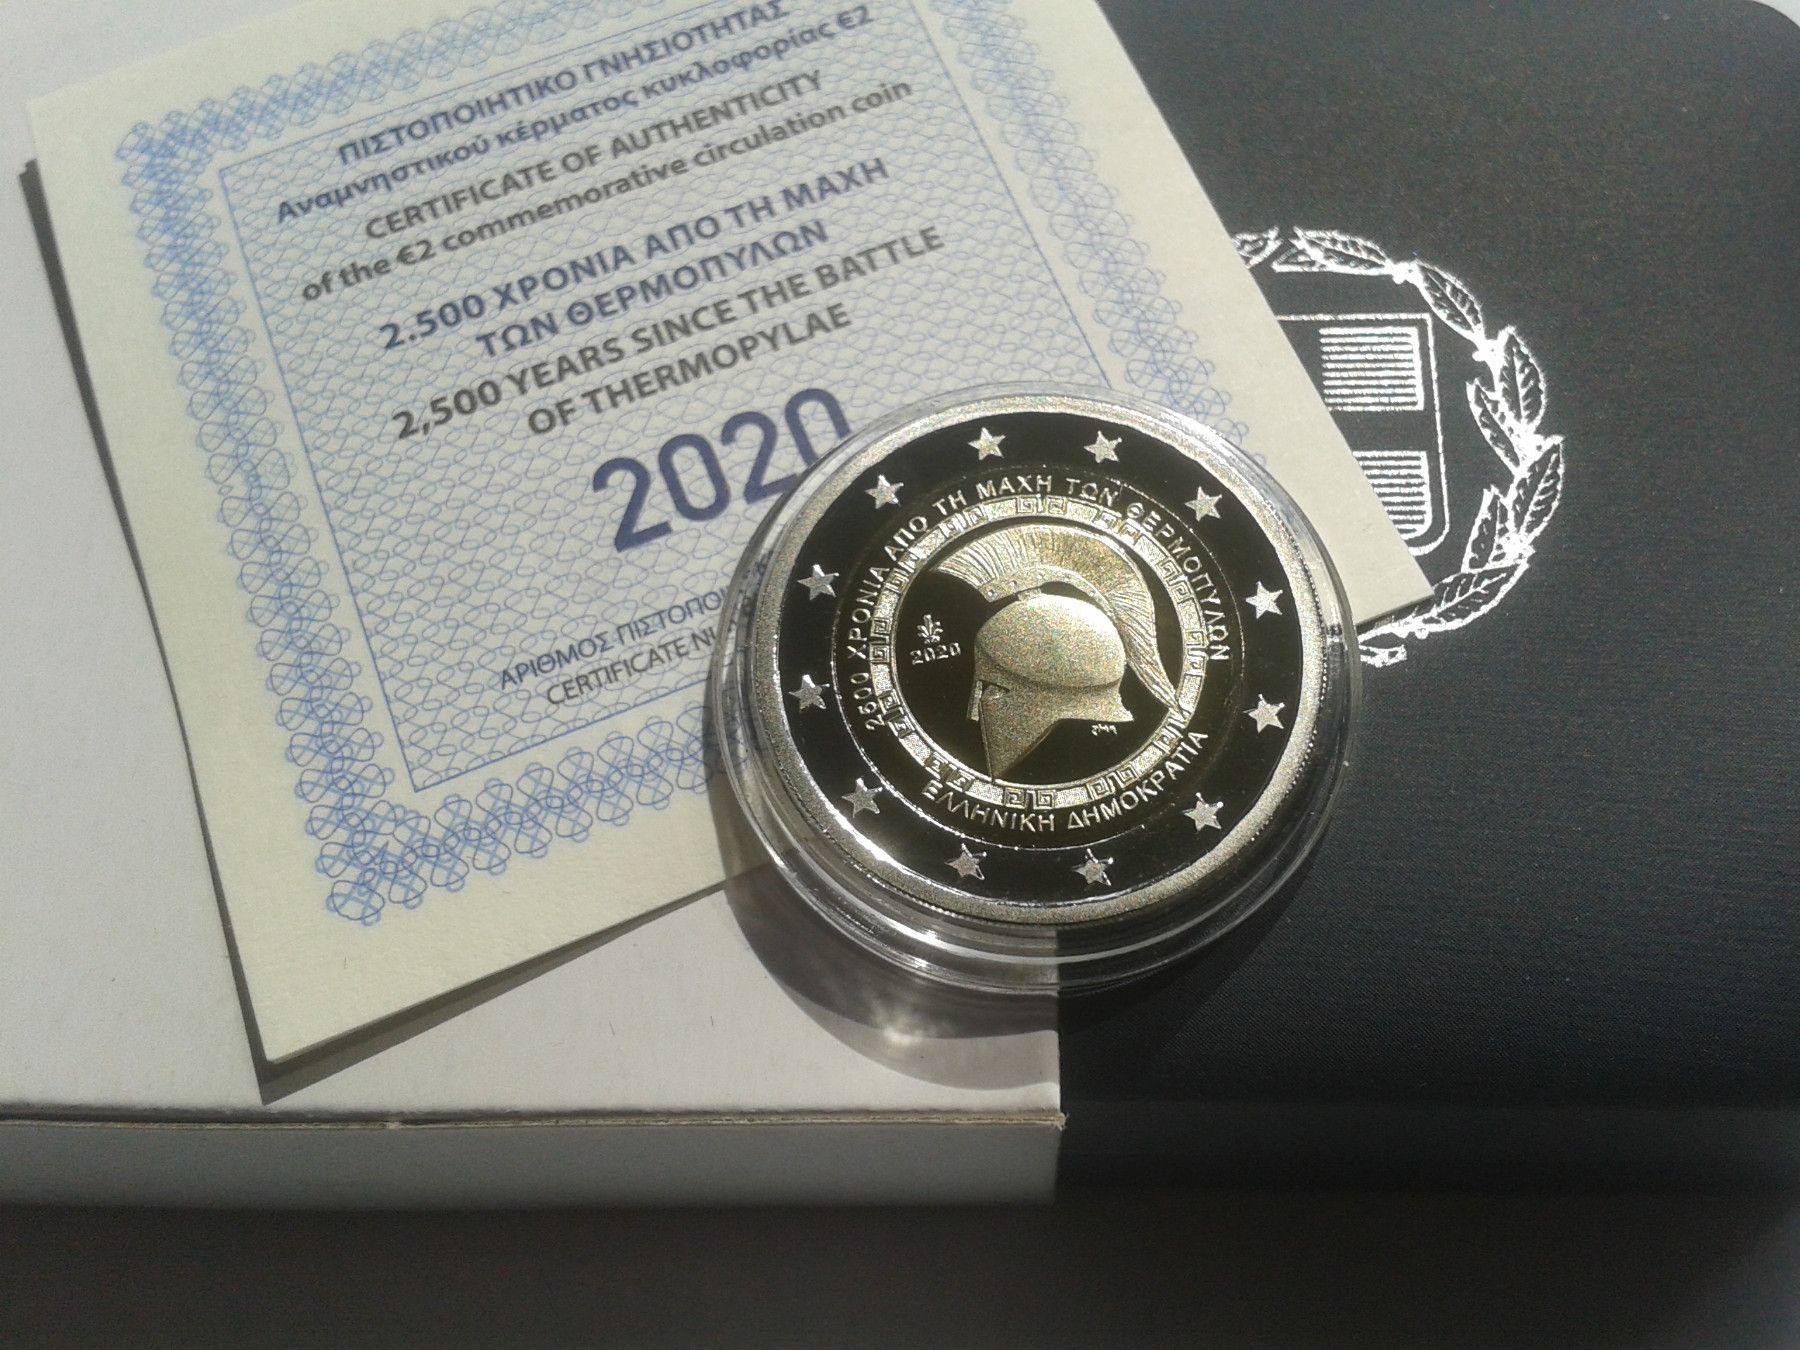 ΠΙΣΤΟΠΟΙΗΤΙΚΟ ΓΝΗΣΙΟΤΗΤΑΣ
Αναμνηστικού κέρματος κυκλοφορίας €2
CERTIFICATE OF AUTHENTICITY
of the €2 commemorative circulation coin
2.500 ΧΡΟΝΙΑ ΑΠΟ ΤΗ ΜΑΧΗ
ΤΩΝ ΘΕΡΜΟΠΥΛΩΝ
2,500 YEARS SINCE THE BATTLE
OF THERMOPYLAE
2020
ΑΡΙΘΜΟΣ
CERTIFICATE
2500 ΧΡΟΝΙΑ ΑΠΟ ΤΗ ΜΑΧΗ ΤΩΝ ΘΕΡΜΟΠΥΛΩΝ
2020
ΕΛΛΗΝΙΚΗ ΔΗΜΟΚΡΑΤΙΑ